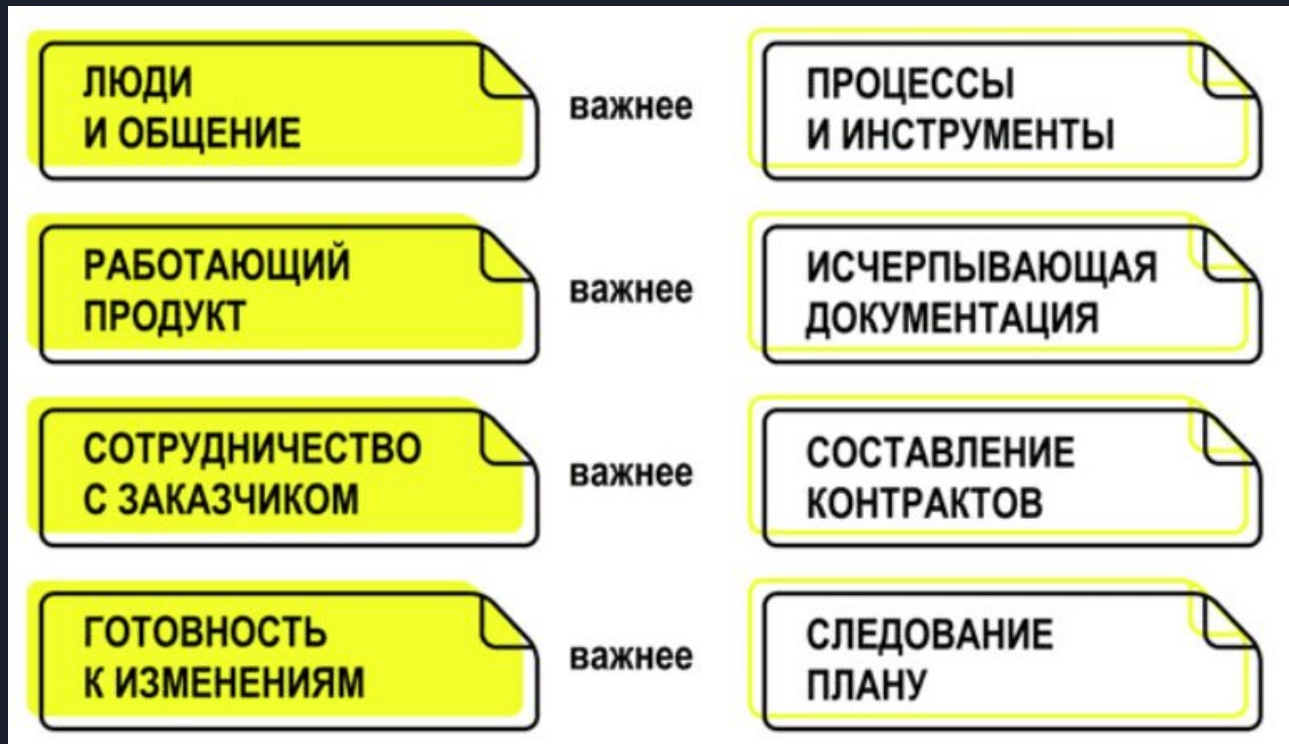 ЛЮДИ
И ОБЩЕНИЕ
важнее
ПРОЦЕССЫ
И ИНСТРУМЕНТЫ
РАБОТАЮЩИЙ
ПРОДУКТ
важнее
ИСЧЕРПЫВАЮЩАЯ
ДОКУМЕНТАЦИЯ
СОТРУДНИЧЕСТВО
С ЗАКАЗЧИКОМ
важнее
СОСТАВЛЕНИЕ
КОНТРАКТОВ
ГОТОВНОСТЬ
К ИЗМЕНЕНИЯМ
важнее
СЛЕДОВАНИЕ
ПЛАНУ